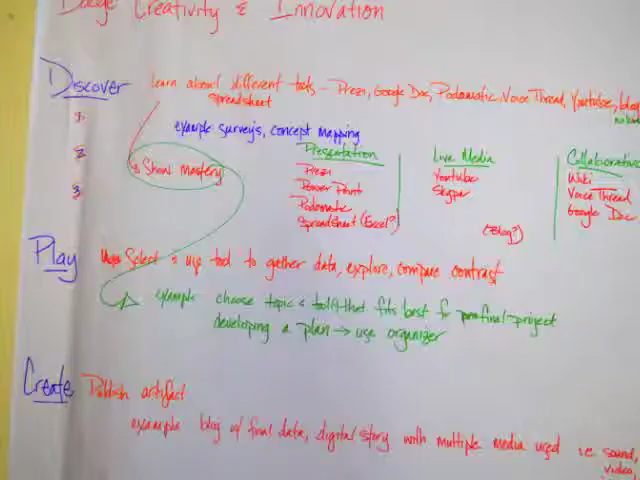 Badge Creativity & Innovation
Discover learn about different tools - Prezi, Google Doc, Podomatic, Voice Thread, Youtube, blog
spreadsheet
1
example surveys, concept mapping
2
3
Show Mastery
Presentation
Prezi
Power Point
Podomatic
Spreadsheet (Excel?)
Live Media
Youtube
Skype
(Blog?)
Collaborative
Wiki
Voice Thread
Google Doc
Play Select & use tool to gather data, explore, compare contrast
example choose topic & tool that fits best for final project
developing a plan → use organizer
Create Publish artifact
example blog w/ final data, digital story with multiple media used i.e sound,
video,